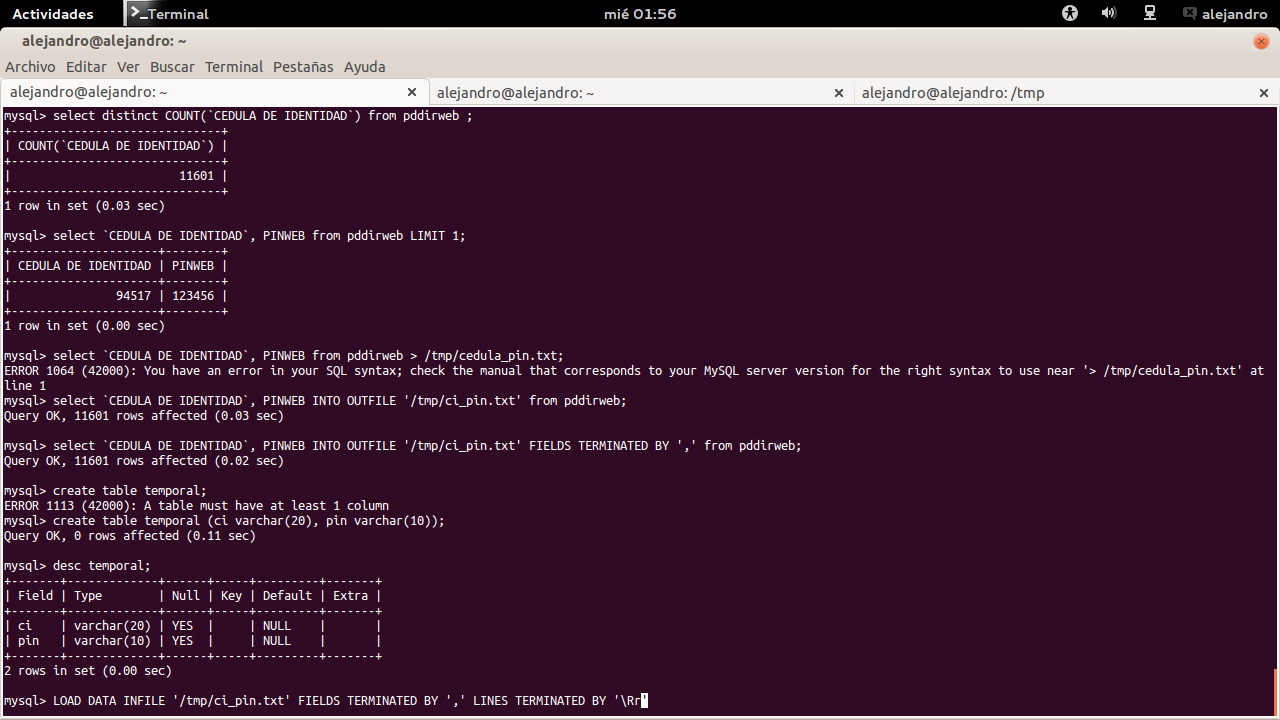 Actividades
Terminal
mié 01:56
alejandro
alejandro@alejandro: ~
Archivo Editar Ver Buscar Terminal Pestañas Ayuda
alejandro@alejandro: ~
alejandro@alejandro: ~
alejandro@alejandro: /tmp
mysql> select distinct COUNT(`CEDULA DE IDENTIDAD`) from pddirweb ;
+------------------------------+
| COUNT(`CEDULA DE IDENTIDAD`) |
+------------------------------+
|                        11601 |
+------------------------------+
1 row in set (0.03 sec)
mysql> select `CEDULA DE IDENTIDAD`, PINWEB from pddirweb LIMIT 1;
+---------------------+--------+
| CEDULA DE IDENTIDAD | PINWEB |
+---------------------+--------+
|               94517 | 123456 |
+---------------------+--------+
1 row in set (0.00 sec)
mysql> select `CEDULA DE IDENTIDAD`, PINWEB from pddirweb > /tmp/cedula_pin.txt;
ERROR 1064 (42000): You have an error in your SQL syntax; check the manual that corresponds to your MySQL server version for the right syntax to use near '> /tmp/cedula_pin.txt' at
line 1
mysql> select `CEDULA DE IDENTIDAD`, PINWEB INTO OUTFILE '/tmp/ci_pin.txt' from pddirweb;
Query OK, 11601 rows affected (0.03 sec)
mysql> select `CEDULA DE IDENTIDAD`, PINWEB INTO OUTFILE '/tmp/ci_pin.txt' FIELDS TERMINATED BY ',' from pddirweb;
Query OK, 11601 rows affected (0.02 sec)
mysql> create table temporal;
ERROR 1113 (42000): A table must have at least 1 column
mysql> create table temporal (ci varchar(20), pin varchar(10));
Query OK, 0 rows affected (0.11 sec)
mysql> desc temporal;
+-------+-------------+------+-----+---------+-------+
| Field | Type        | Null | Key | Default | Extra |
+-------+-------------+------+-----+---------+-------+
| ci    | varchar(20) | YES  |     | NULL    |       |
| pin   | varchar(10) | YES  |     | NULL    |       |
+-------+-------------+------+-----+---------+-------+
2 rows in set (0.00 sec)
mysql> LOAD DATA INFILE '/tmp/ci_pin.txt' FIELDS TERMINATED BY ',' LINES TERMINATED BY '\Rr'